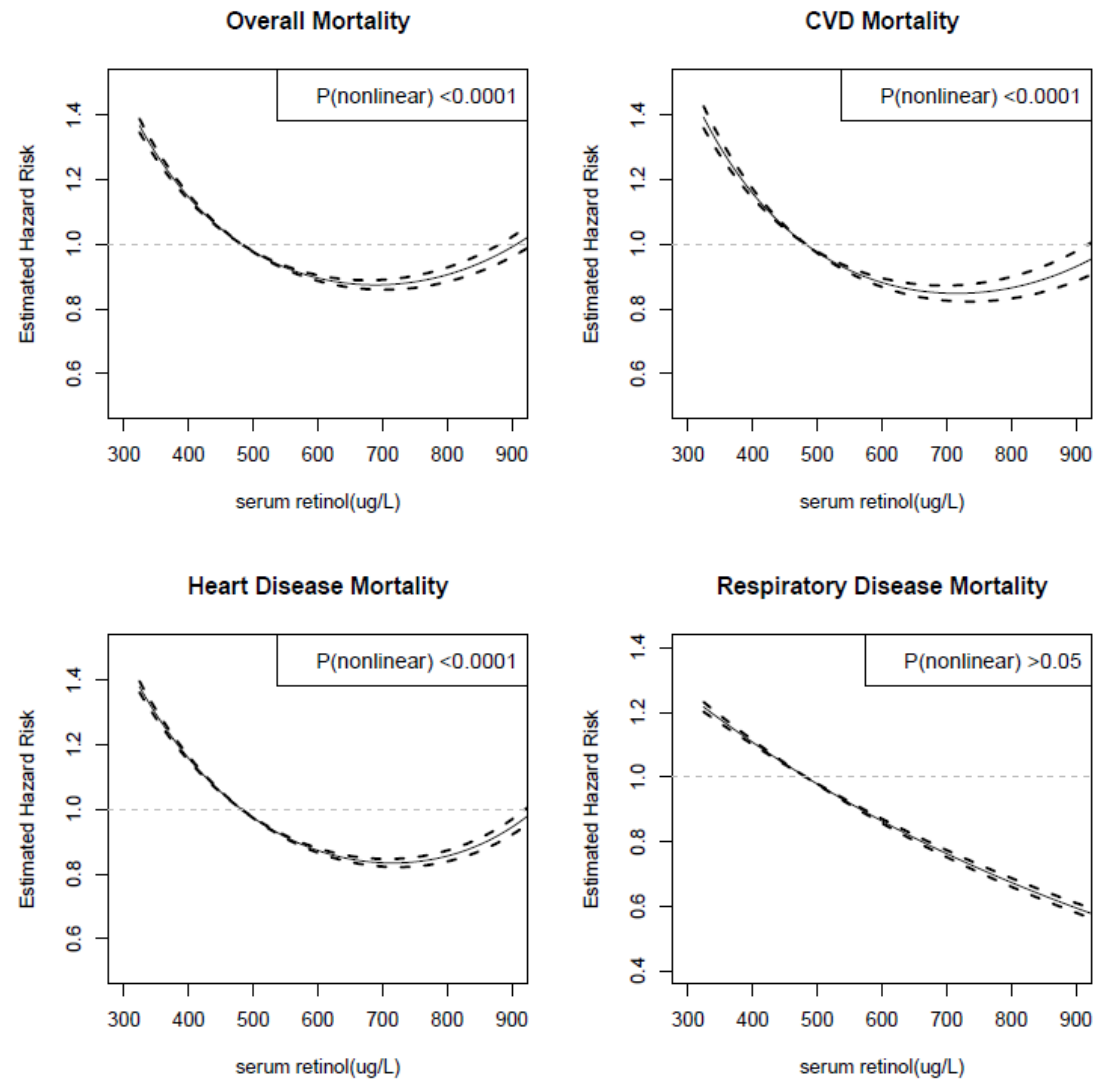 Overall Mortality
P(nonlinear) <0.0001
Estimated Hazard Risk
1.4
1.2
1.0
0.8
0.6
300 400 500 600 700 800 900
serum retinol(ug/L)
CVD Mortality
P(nonlinear) <0.0001
Estimated Hazard Risk
1.4
1.2
1.0
0.8
0.6
300 400 500 600 700 800 900
serum retinol(ug/L)
Heart Disease Mortality
P(nonlinear) <0.0001
Estimated Hazard Risk
1.4
1.2
1.0
0.8
0.6
300 400 500 600 700 800 900
serum retinol(ug/L)
Respiratory Disease Mortality
P(nonlinear) >0.05
Estimated Hazard Risk
1.4
1.2
1.0
0.8
0.6
0.4
300 400 500 600 700 800 900
serum retinol(ug/L)